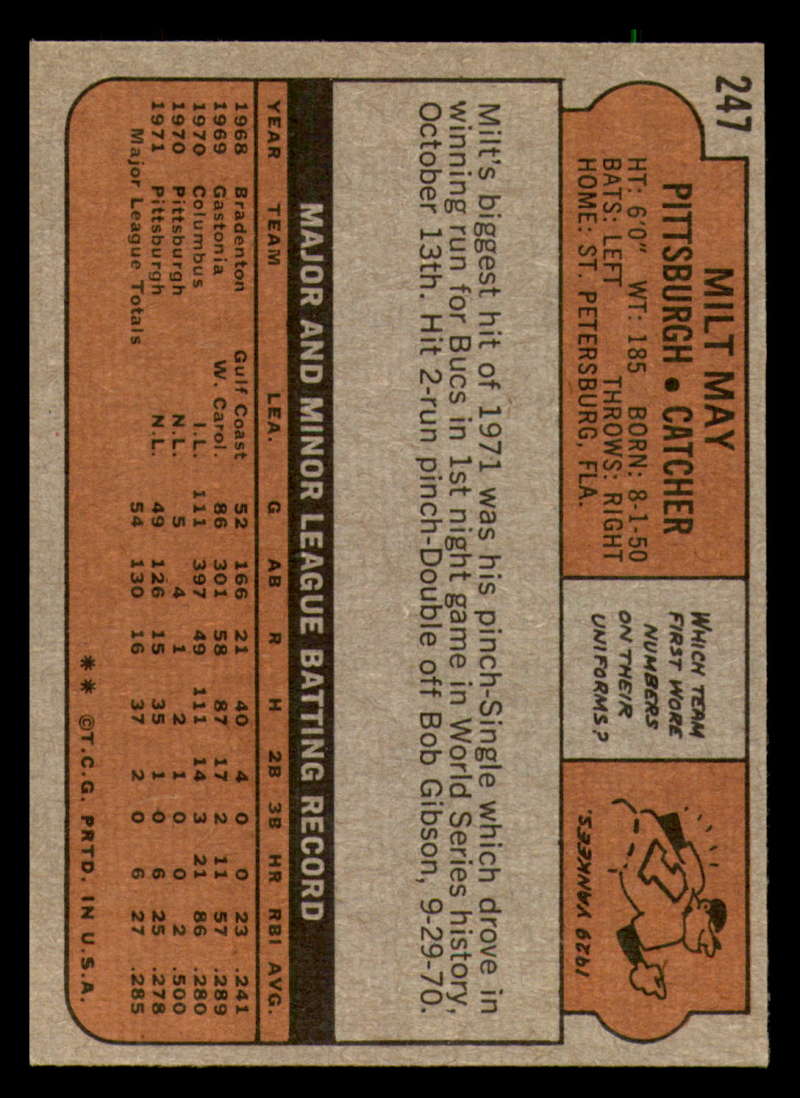 247
MILT MAY
PITTSBURGH • CATCHER
HT: 6'0" WT: 185 BORN: 8-1-50
BATS: LEFT THROWS: RIGHT
HOME: ST. PETERSBURG, FLA.
WHICH TEAM
FIRST WORE
NUMBERS
ON THEIR
UNIFORMS?
1929 YANKEES.
Milt's biggest hit of 1971 was his pinch-Single which drove in
winning run for Bucs in 1st night game in World Series history,
October 13th. Hit 2-run pinch-Double off Bob Gibson, 9-29-70.
MAJOR AND MINOR LEAGUE BATTING RECORD
YEAR TEAM LEA. G AB R H 2B 3B HR RBI AVG.
1968 Bradenton Gulf Coast 52 166 21 40 4 0 0 23 .241
1969 Gastonia W. Carol. 86 301 58 87 17 2 11 57 .289
1970 Columbus I.L. 111 397 49 111 14 3 21 86 .280
1970 Pittsburgh N.L. 5 4 1 2 1 0 0 2 .500
1971 Pittsburgh N.L. 49 126 15 35 1 0 6 25 .278
Major League Totals 54 130 16 37 2 0 6 27 .285
** ©T.C.G. PRTD. IN U.S.A.